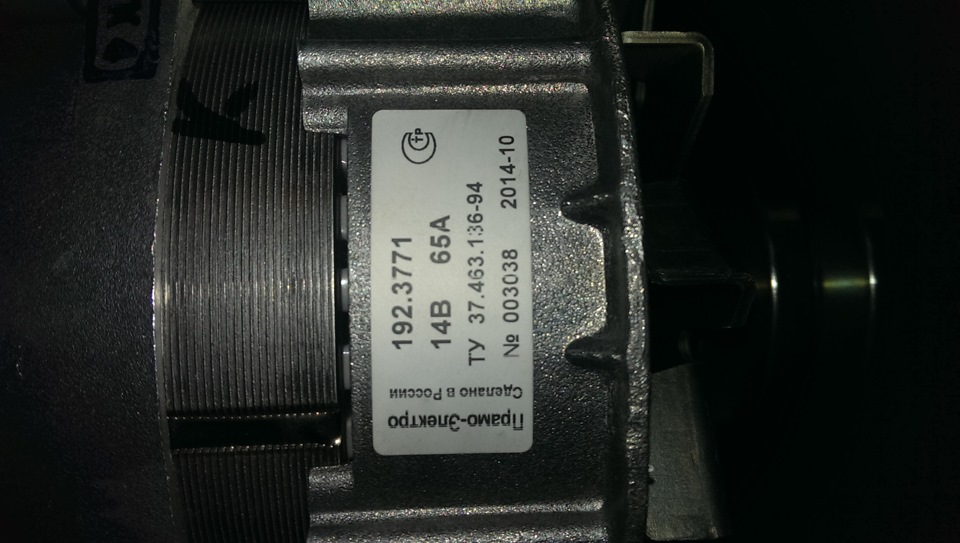 192.3771
14В 65А
ТУ 37.463.136-94
№ 003038 2014-10
Прамо-Электро
Сделано в России